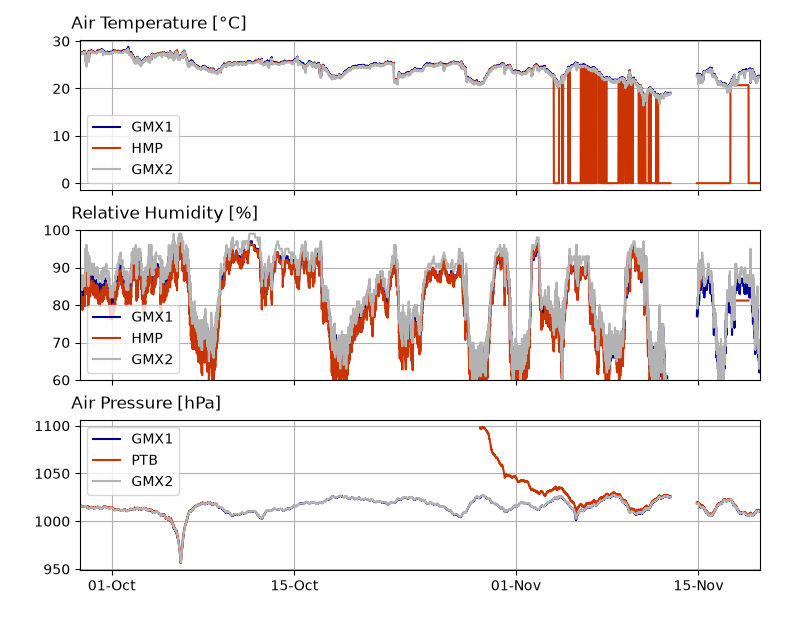 Air Temperature [°C]
30
20
10
0
GMX1
HMP
GMX2
Relative Humidity [%]
100
90
80
70
60
GMX1
HMP
GMX2
Air Pressure [hPa]
1100
1050
1000
950
GMX1
PTB
GMX2
01-Oct 15-Oct 01-Nov 15-Nov